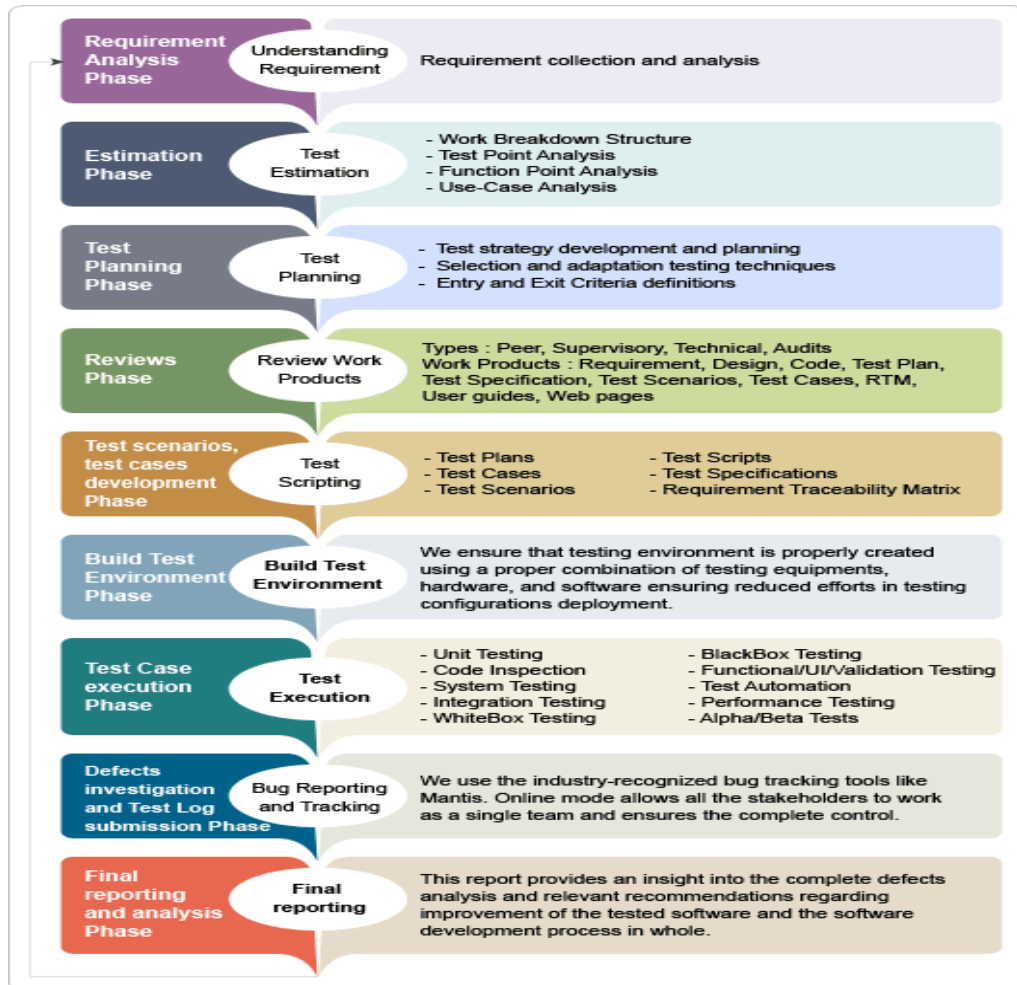 Requirement
Analysis
Phase
Understanding
Requirement
Requirement collection and analysis
Estimation
Phase
Test
Estimation
- Work Breakdown Structure
- Test Point Analysis
- Function Point Analysis
- Use-Case Analysis
Test
Planning
Phase
Test
Planning
- Test strategy development and planning
- Selection and adaptation testing techniques
- Entry and Exit Criteria definitions
Reviews
Phase
Review Work
Products
Types : Peer, Supervisory, Technical, Audits
Work Products : Requirement, Design, Code, Test Plan,
Test Specification, Test Scenarios, Test Cases, RTM,
User guides, Web pages
Test scenarios,
test cases
development
Phase
Test
Scripting
- Test Plans
- Test Cases
- Test Scenarios
- Test Scripts
- Test Specifications
- Requirement Traceability Matrix
Build Test
Environment
Phase
Build Test
Environment
We ensure that testing environment is properly created
using a proper combination of testing equipments,
hardware, and software ensuring reduced efforts in testing
configurations deployment.
Test Case
execution
Phase
Test
Execution
- Unit Testing
- Code Inspection
- System Testing
- Integration Testing
- WhiteBox Testing
- BlackBox Testing
- Functional/UI/Validation Testing
- Test Automation
- Performance Testing
- Alpha/Beta Tests
Defects
investigation
and Test Log
submission Phase
Bug Reporting
and Tracking
We use the industry-recognized bug tracking tools like
Mantis. Online mode allows all the stakeholders to work
as a single team and ensures the complete control.
Final
reporting
and analysis
Phase
Final
reporting
This report provides an insight into the complete defects
analysis and relevant recommendations regarding
improvement of the tested software and the software
development process in whole.